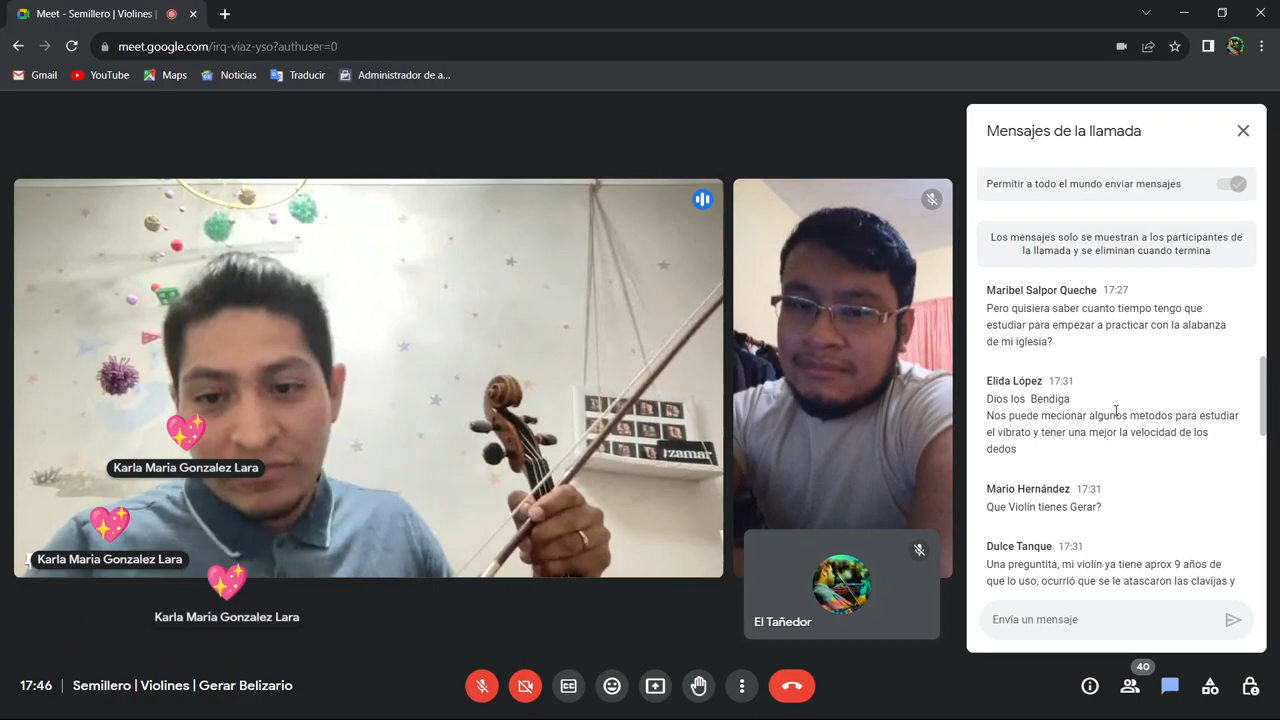 Meet - Semillero | Violines |
meet.google.com/irq-viaz-yso?authuser=0
Gmail YouTube Maps Noticias Traducir Administrador de a...
Mensajes de la llamada
Permitir a todo el mundo enviar mensajes
Los mensajes solo se muestran a los participantes de
la llamada y se eliminan cuando termina
Maribel Salpor Queche 17:27
Pero quisiera saber cuanto tiempo tengo que
estudiar para empezar a practicar con la alabanza
de mi iglesia?
Elida López 17:31
Dios los Bendiga
Nos puede mecionar algunos metodos para estudiar
el vibrato y tener una mejor la velocidad de los
dedos
Mario Hernández 17:31
Que Violín tienes Gerar?
Dulce Tanque 17:31
Una preguntita, mi violín ya tiene aprox 9 años de
que lo uso, ocurrió que se le atascaron las clavijas y
Envía un mensaje
Karla Maria Gonzalez Lara
Karla Maria Gonzalez Lara
Karla Maria Gonzalez Lara
El Tañedor
17:46 | Semillero | Violines | Gerar Belizario
40